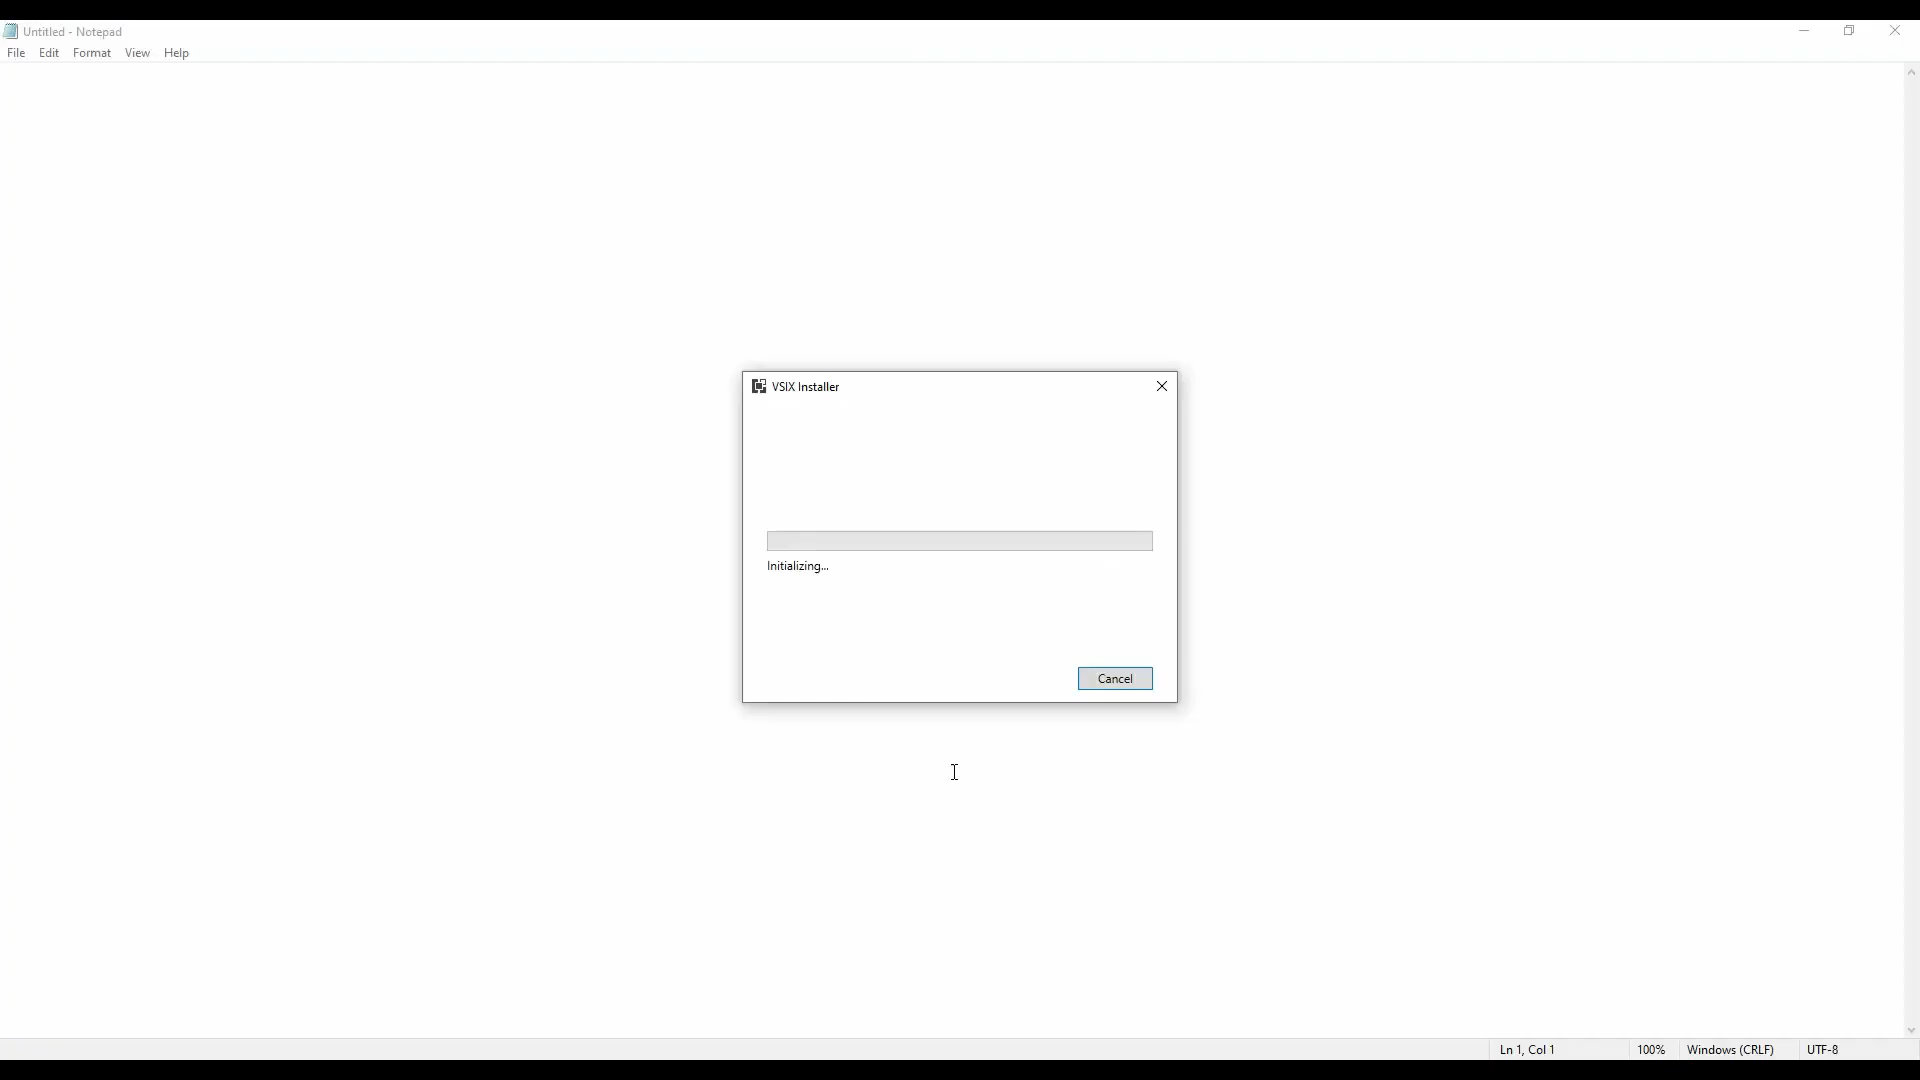 Untitled - Notepad
File Edit Format View Help
VSIX Installer
Initializing...
Cancel
Ln 1, Col 1 100% Windows (CRLF) UTF-8